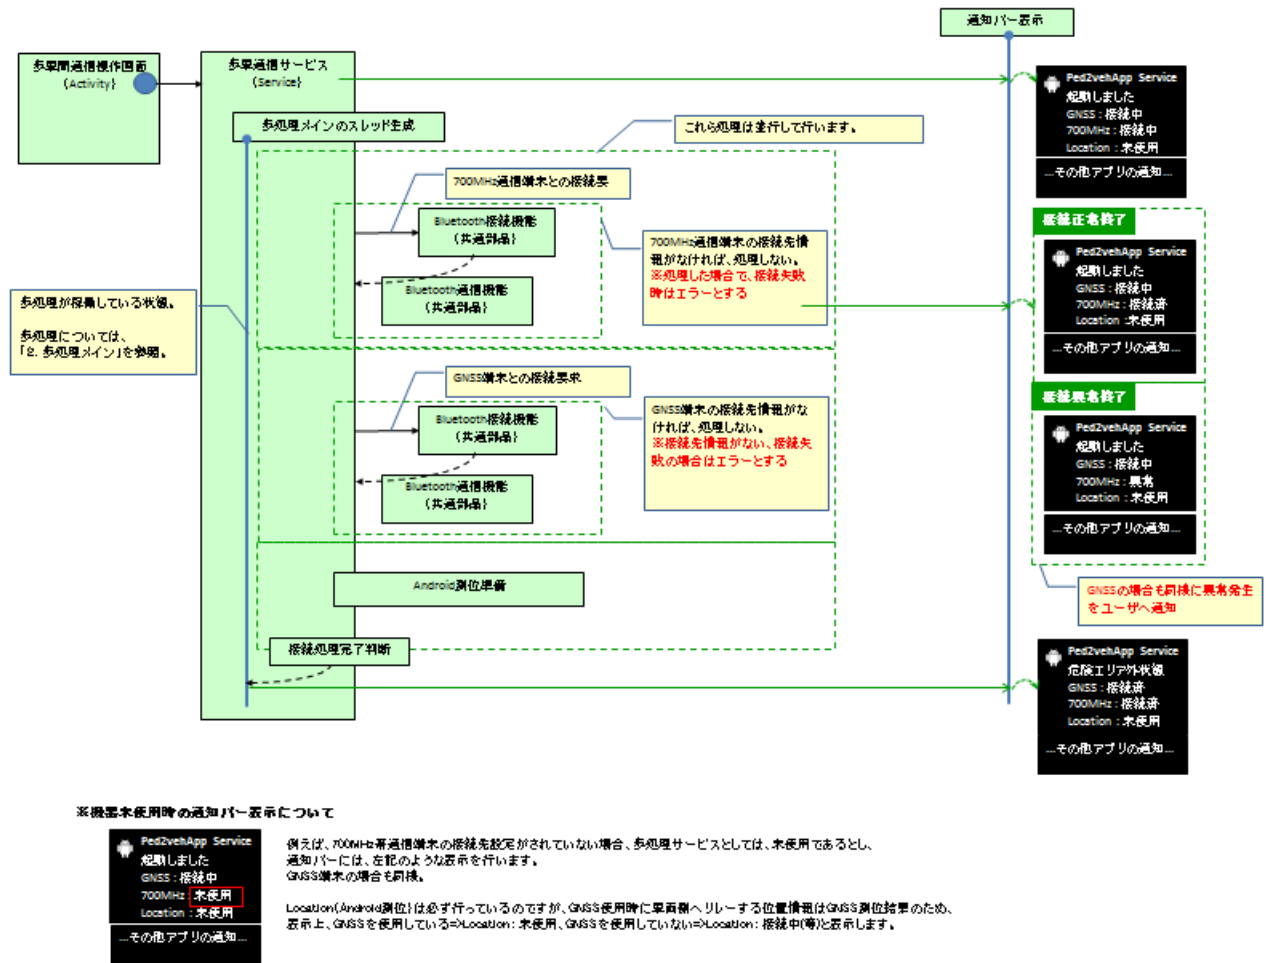 通知バー表示
歩車間通信操作画面
(Activity)
歩車通信サービス
(Service)
Ped2vehApp Service
起動しました
GNSS：接続中
700MHz：接続中
Location：未使用
...その他アプリの通知...
歩処理メインのスレッド生成
これら処理は並行して行います。
700MHz通信端末との接続要
Bluetooth接続機能
(共通部品)
Bluetooth通信機能
(共通部品)
700MHz通信端末の接続先情
報がなければ、処理しない。
※処理した場合で、接続失敗
時はエラーとする
接続正常終了
Ped2vehApp Service
起動しました
GNSS：接続中
700MHz：接続済
Location：未使用
...その他アプリの通知...
歩処理が稼働している状態。
歩処理については、
「2. 歩処理メイン」を参照。
GNSS端末との接続要求
Bluetooth接続機能
(共通部品)
Bluetooth通信機能
(共通部品)
GNSS端末の接続先情報がな
ければ、処理しない。
※接続先情報がない、接続失
敗の場合はエラーとする
接続異常終了
Ped2vehApp Service
起動しました
GNSS：接続中
700MHz：異常
Location：未使用
...その他アプリの通知...
GNSSの場合も同様に異常発生
をユーザへ通知
Android測位準備
接続処理完了判断
Ped2vehApp Service
危険エリア外状態
GNSS：接続済
700MHz：接続済
Location：未使用
...その他アプリの通知...
※機器未使用時の通知バー表示について
Ped2vehApp Service
起動しました
GNSS：接続中
700MHz：未使用
Location：未使用
...その他アプリの通知...
例えば、700MHz帯通信端末の接続先設定がされていない場合、歩処理サービスとしては、未使用であるとし、
通知バーには、左記のような表示を行います。
GNSS端末の場合も同様。
Location(Android測位)は必ず行っているのですが、GNSS使用時に車両側へリレーする位置情報はGNSS測位結果のため、
表示上、GNSSを使用している=>Location：未使用、GNSSを使用していない=>Location：接続中(等)と表示します。